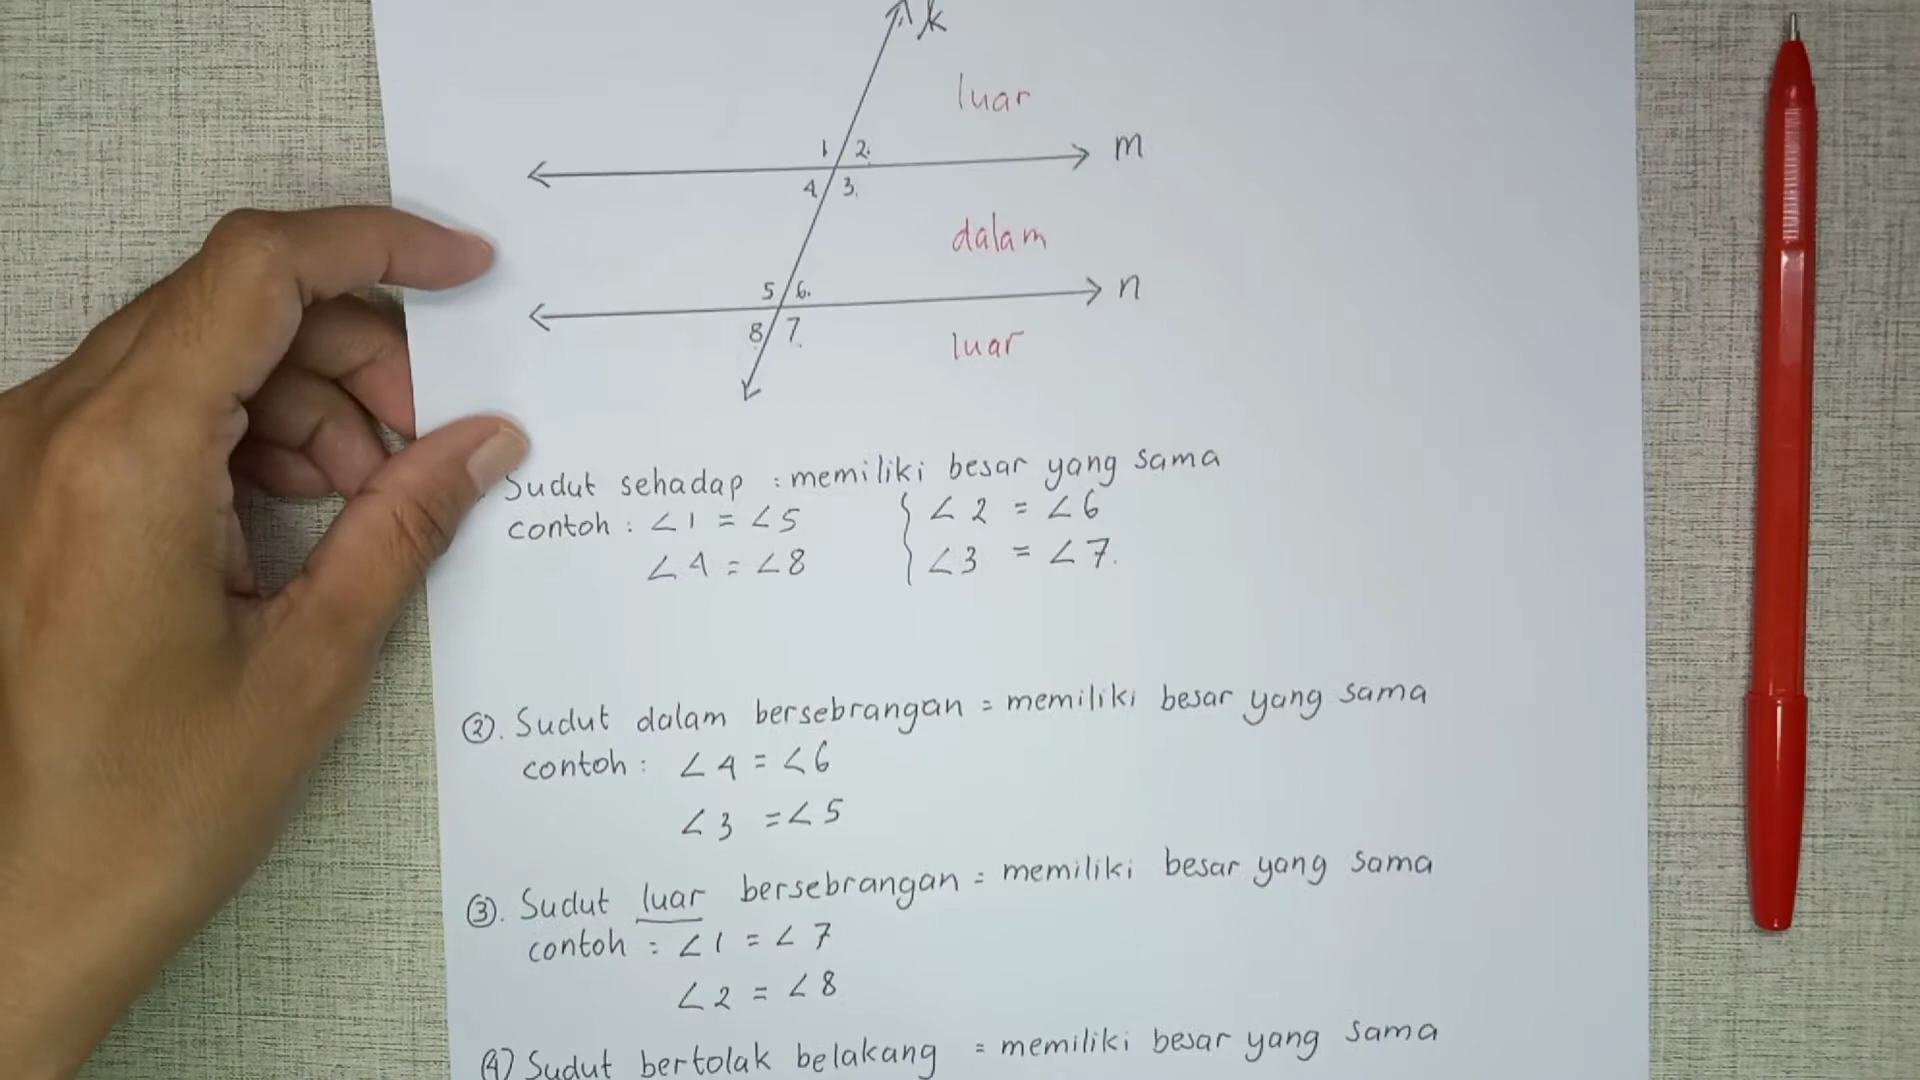 k
luar
1 2.
m
4 3.
dalam
5 6.
n
8 7.
luar
Sudut sehadap : memiliki besar yang sama
contoh : ∠1 = ∠5 { ∠2 = ∠6
∠4 = ∠8 ∠3 = ∠7.
②. Sudut dalam bersebrangan = memiliki besar yang sama
contoh : ∠4 = ∠6
∠3 = ∠5
③. Sudut luar bersebrangan = memiliki besar yang sama
contoh : ∠1 = ∠7
∠2 = ∠8
④ Sudut bertolak belakang = memiliki besar yang sama